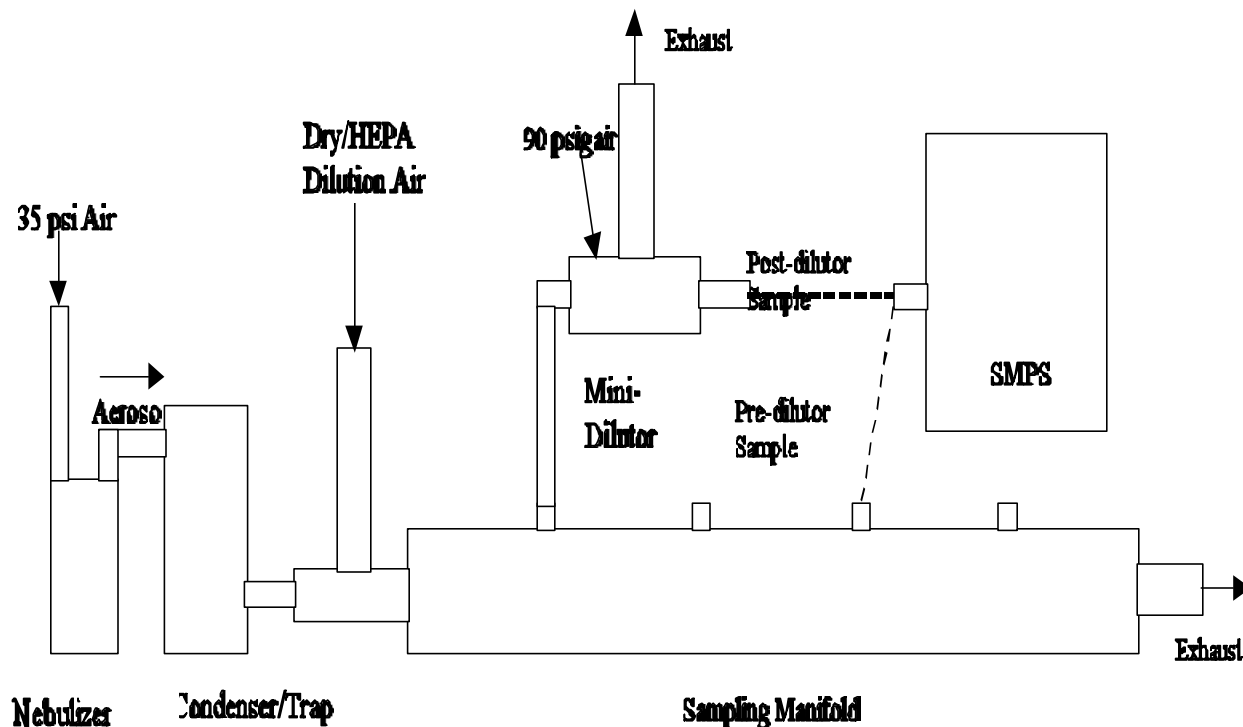 Exhaust
Dry/HEPA
Dilution Air
90 psig air
35 psi Air
Post-dilutor
Sample
SMPS
Aeroso
Mini-
Dilutor
Pre-dilutor
Sample
Exhaust
Nebulizer
Condenser/Trap
Sampling Manifold